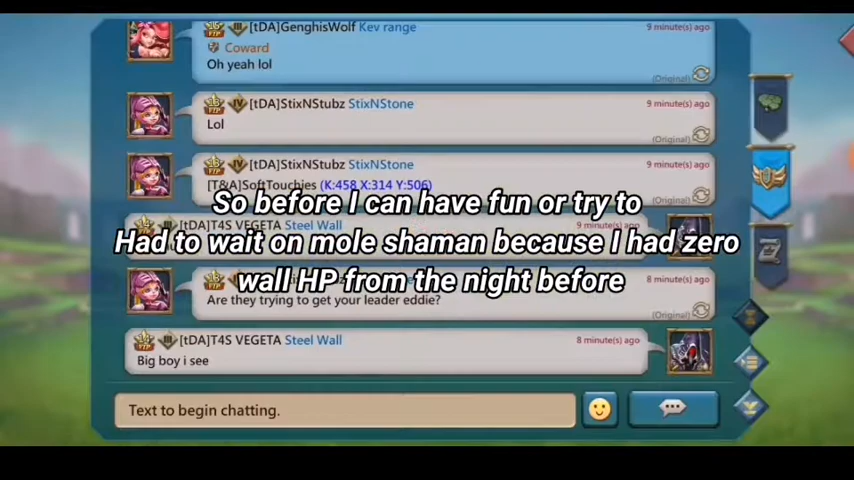 [tDA]GenghisWolf Kev range
9 minute(s) ago
Coward
Oh yeah lol
(Original)
[tDA]StixNStubz StixNStone
9 minute(s) ago
Lol
(Original)
[tDA]StixNStubz StixNStone
9 minute(s) ago
[T&A]SoftTouchies (K:458 X:314 Y:506)
(Original)
So before I can have fun or try to
[tDA]T4S VEGETA Steel Wall
Had to wait on mole shaman because I had zero
wall HP from the night before
8 minute(s) ago
Are they trying to get your leader eddie?
(Original)
[tDA]T4S VEGETA Steel Wall
8 minute(s) ago
Big boy i see
Text to begin chatting.